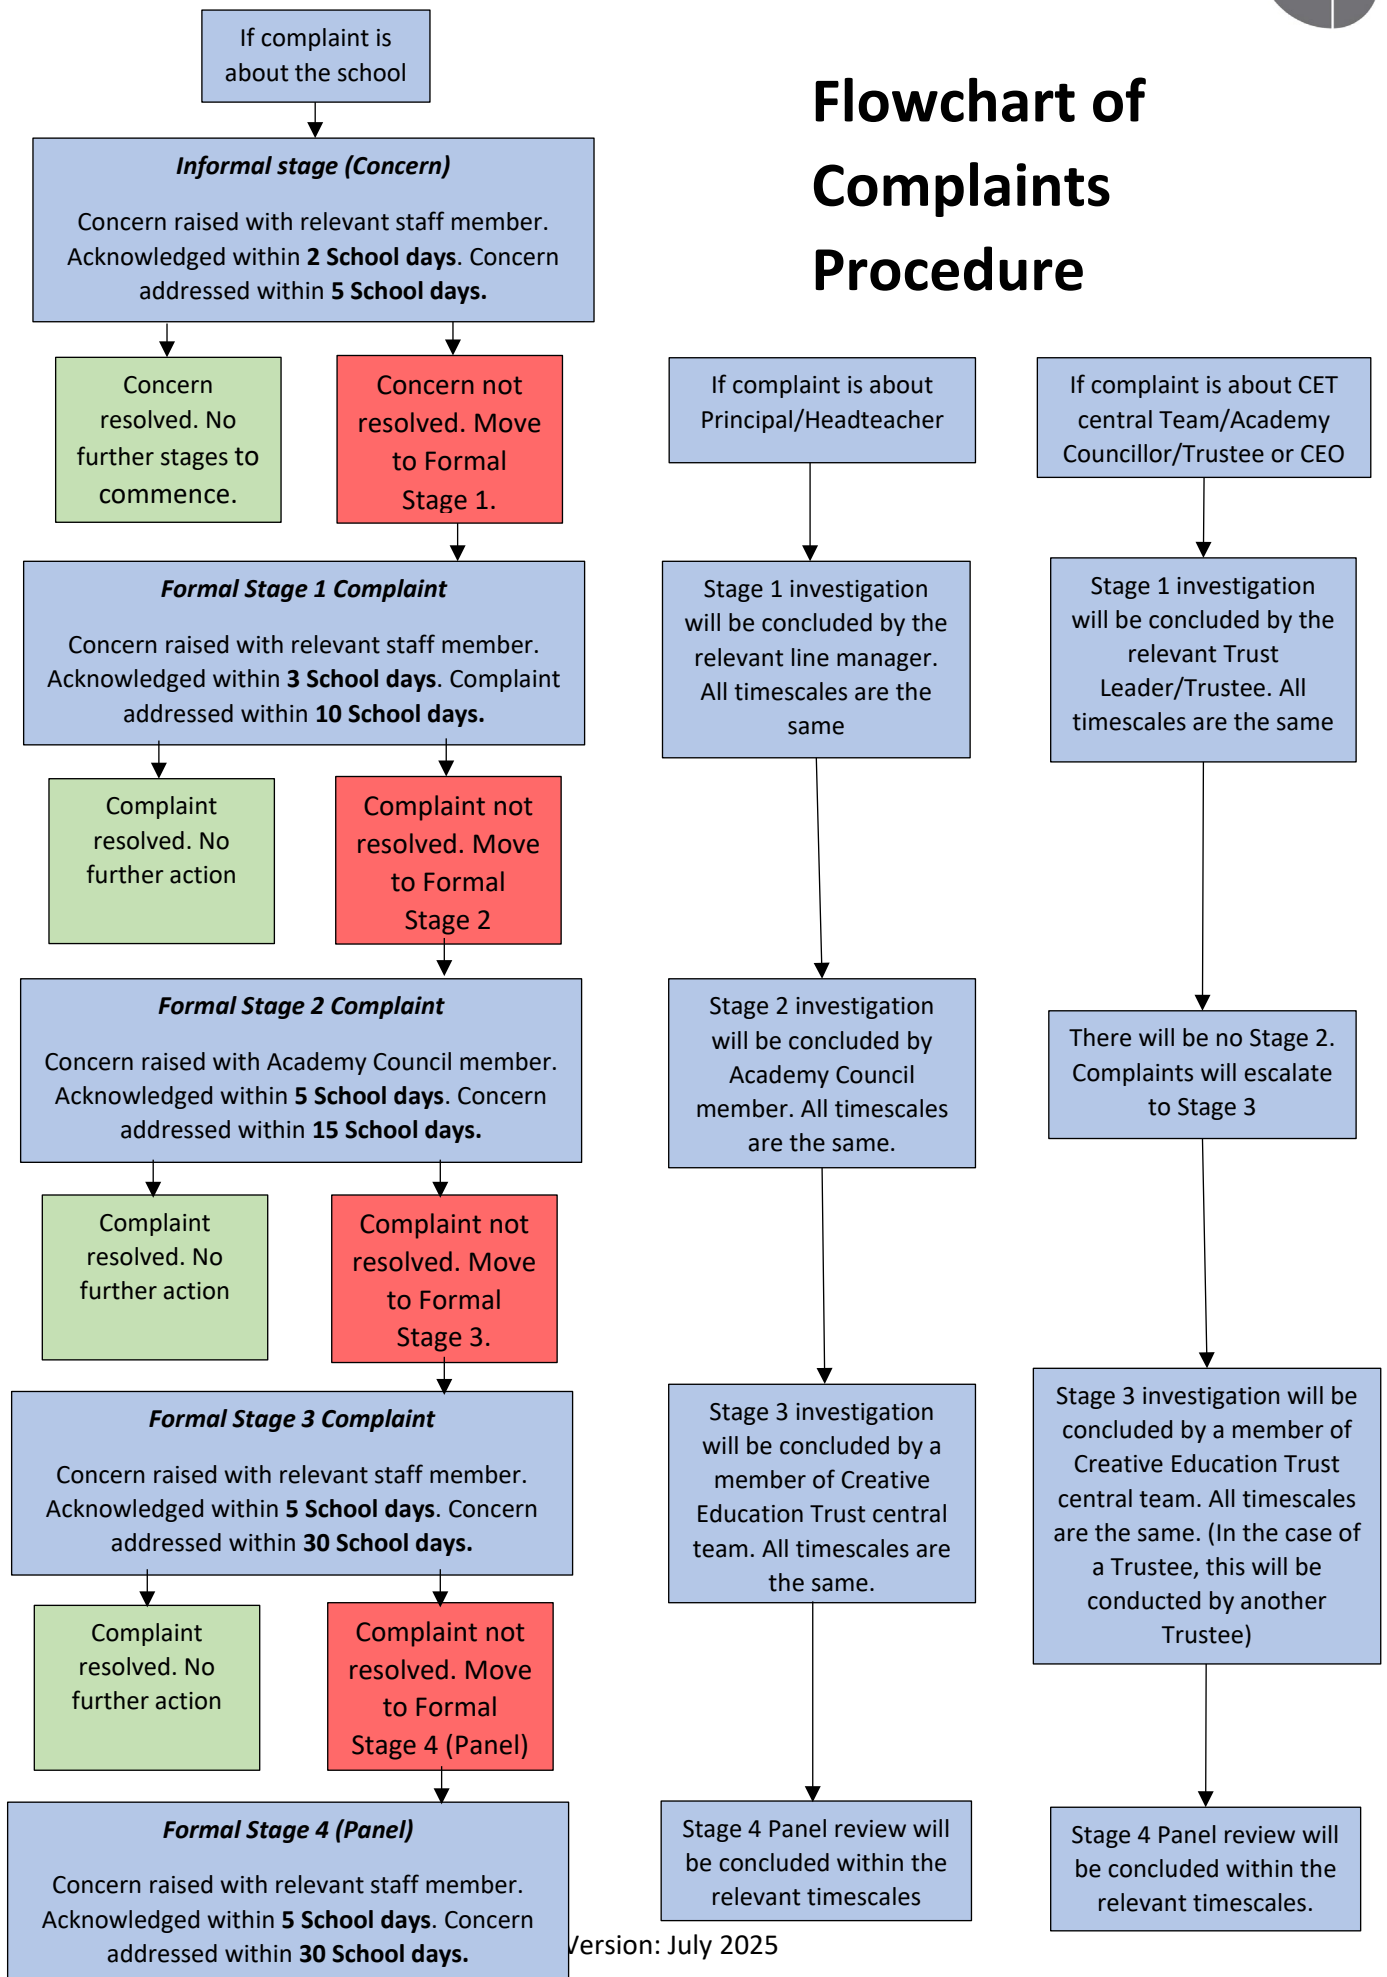 If complaint is
about the school
Flowchart of
Complaints
Procedure
Informal stage (Concern)
Concern raised with relevant staff member.
Acknowledged within 2 School days. Concern
addressed within 5 School days.
Concern
resolved. No
further stages to
commence.
Concern not
resolved. Move
to Formal
Stage 1.
Formal Stage 1 Complaint
Concern raised with relevant staff member.
Acknowledged within 3 School days. Complaint
addressed within 10 School days.
Complaint
resolved. No
further action
Complaint not
resolved. Move
to Formal
Stage 2
Formal Stage 2 Complaint
Concern raised with Academy Council member.
Acknowledged within 5 School days. Concern
addressed within 15 School days.
Complaint
resolved. No
further action
Complaint not
resolved. Move
to Formal
Stage 3.
Formal Stage 3 Complaint
Concern raised with relevant staff member.
Acknowledged within 5 School days. Concern
addressed within 30 School days.
Complaint
resolved. No
further action
Complaint not
resolved. Move
to Formal
Stage 4 (Panel)
Formal Stage 4 (Panel)
Concern raised with relevant staff member.
Acknowledged within 5 School days. Concern
addressed within 30 School days.
If complaint is about
Principal/Headteacher
Stage 1 investigation
will be concluded by the
relevant line manager.
All timescales are the
same
Stage 2 investigation
will be concluded by
Academy Council
member. All timescales
are the same.
Stage 3 investigation
will be concluded by a
member of Creative
Education Trust central
team. All timescales are
the same.
Stage 4 Panel review will
be concluded within the
relevant timescales
If complaint is about CET
central Team/Academy
Councillor/Trustee or CEO
Stage 1 investigation
will be concluded by the
relevant Trust
Leader/Trustee. All
timescales are the same
There will be no Stage 2.
Complaints will escalate
to Stage 3
Stage 3 investigation will be
concluded by a member of
Creative Education Trust
central team. All timescales
are the same. (In the case of
a Trustee, this will be
conducted by another
Trustee)
Stage 4 Panel review will
be concluded within the
relevant timescales.
Version: July 2025